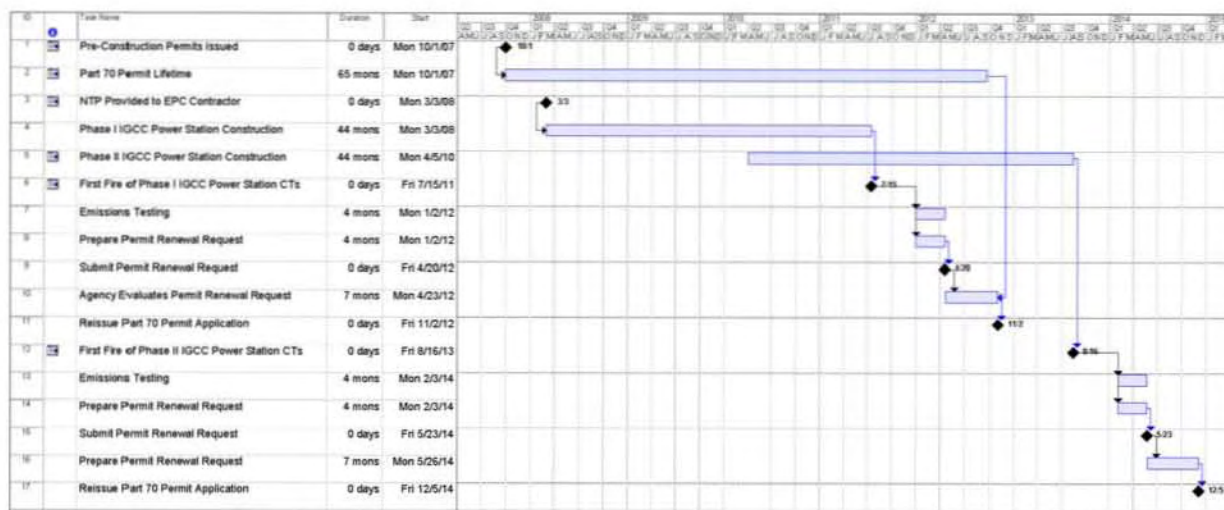 ID Task Name Duration Start
2008 2009 2010 2011 2012 2013 2014
1 Pre-Construction Permits Issued 0 days Mon 10/1/07 10/1
2 Part 70 Permit Lifetime 65 mons Mon 10/1/07
3 NTP Provided to EPC Contractor 0 days Mon 3/3/08 3/3
4 Phase I IGCC Power Station Construction 44 mons Mon 3/3/08
5 Phase II IGCC Power Station Construction 44 mons Mon 4/5/10
6 First Fire of Phase I IGCC Power Station CTs 0 days Fri 7/15/11 7/15
7 Emissions Testing 4 mons Mon 1/2/12
8 Prepare Permit Renewal Request 4 mons Mon 1/2/12
9 Submit Permit Renewal Request 0 days Fri 4/20/12 4/20
10 Agency Evaluates Permit Renewal Request 7 mons Mon 4/23/12
11 Reissue Part 70 Permit Application 0 days Fri 11/2/12 11/2
12 First Fire of Phase II IGCC Power Station CTs 0 days Fri 8/16/13 8/16
13 Emissions Testing 4 mons Mon 2/3/14
14 Prepare Permit Renewal Request 4 mons Mon 2/3/14
15 Submit Permit Renewal Request 0 days Fri 5/23/14 5/23
16 Prepare Permit Renewal Request 7 mons Mon 5/26/14
17 Reissue Part 70 Permit Application 0 days Fri 12/5/14 12/5